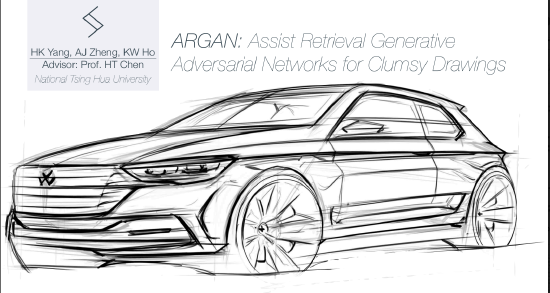 HK Yang, AJ Zheng, KW Ho
Advisor: Prof. HT Chen
National Tsing Hua University
ARGAN: Assist Retrieval Generative
Adversarial Networks for Clumsy Drawings